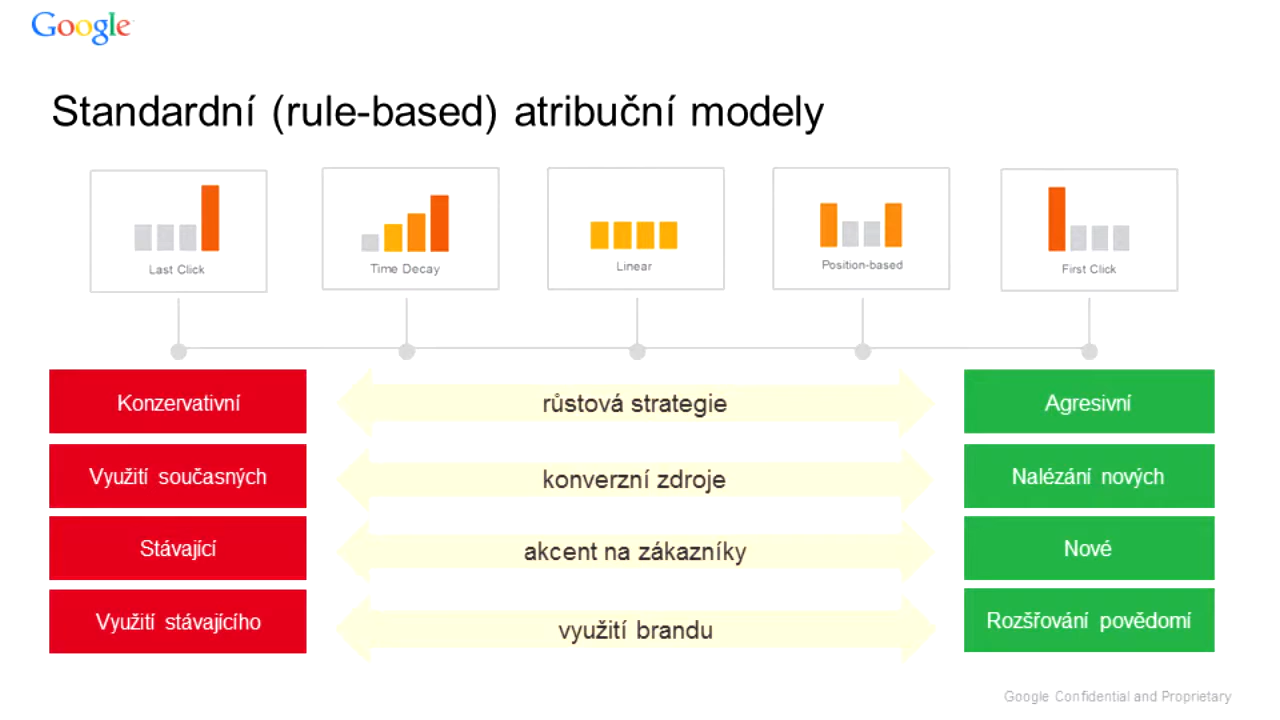 Google
Standardní (rule-based) atribuční modely
Last Click
Time Decay
Linear
Position-based
First Click
Konzervativní
růstová strategie
Agresivní
Využití současných
konverzní zdroje
Nalézání nových
Stávající
akcent na zákazníky
Nové
Využití stávajícího
využití brandu
Rozšřování povědomí
Google Confidential and Proprietary